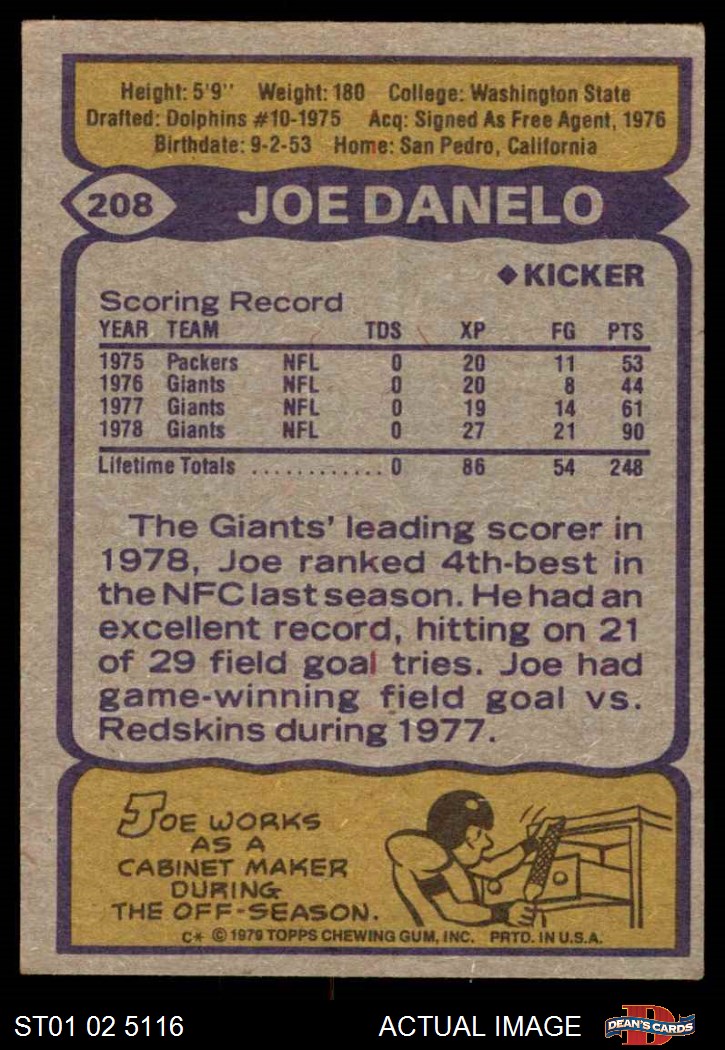 Height: 5'9" Weight: 180 College: Washington State
Drafted: Dolphins #10-1975 Acq: Signed As Free Agent, 1976
Birthdate: 9-2-53 Home: San Pedro, California
208 JOE DANELO
◆ KICKER
Scoring Record
YEAR TEAM TDS XP FG PTS
1975 Packers NFL 0 20 11 53
1976 Giants NFL 0 20 8 44
1977 Giants NFL 0 19 14 61
1978 Giants NFL 0 27 21 90
Lifetime Totals ............ 0 86 54 248
The Giants' leading scorer in
1978, Joe ranked 4th-best in
the NFC last season. He had an
excellent record, hitting on 21
of 29 field goal tries. Joe had
game-winning field goal vs.
Redskins during 1977.
JOE WORKS
AS A
CABINET MAKER
DURING
THE OFF-SEASON.
C* © 1979 TOPPS CHEWING GUM, INC. PRTD. IN U.S.A.
ST01 02 5116 ACTUAL IMAGE
D DEAN'S CARDS